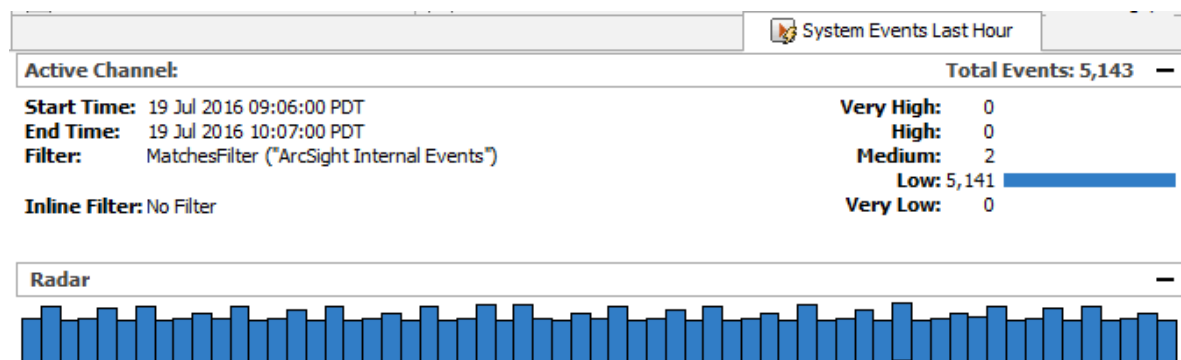 System Events Last Hour
Active Channel: Total Events: 5,143
Start Time: 19 Jul 2016 09:06:00 PDT Very High: 0
End Time: 19 Jul 2016 10:07:00 PDT High: 0
Filter: MatchesFilter ("ArcSight Internal Events") Medium: 2
Low: 5,141
Inline Filter: No Filter Very Low: 0
Radar